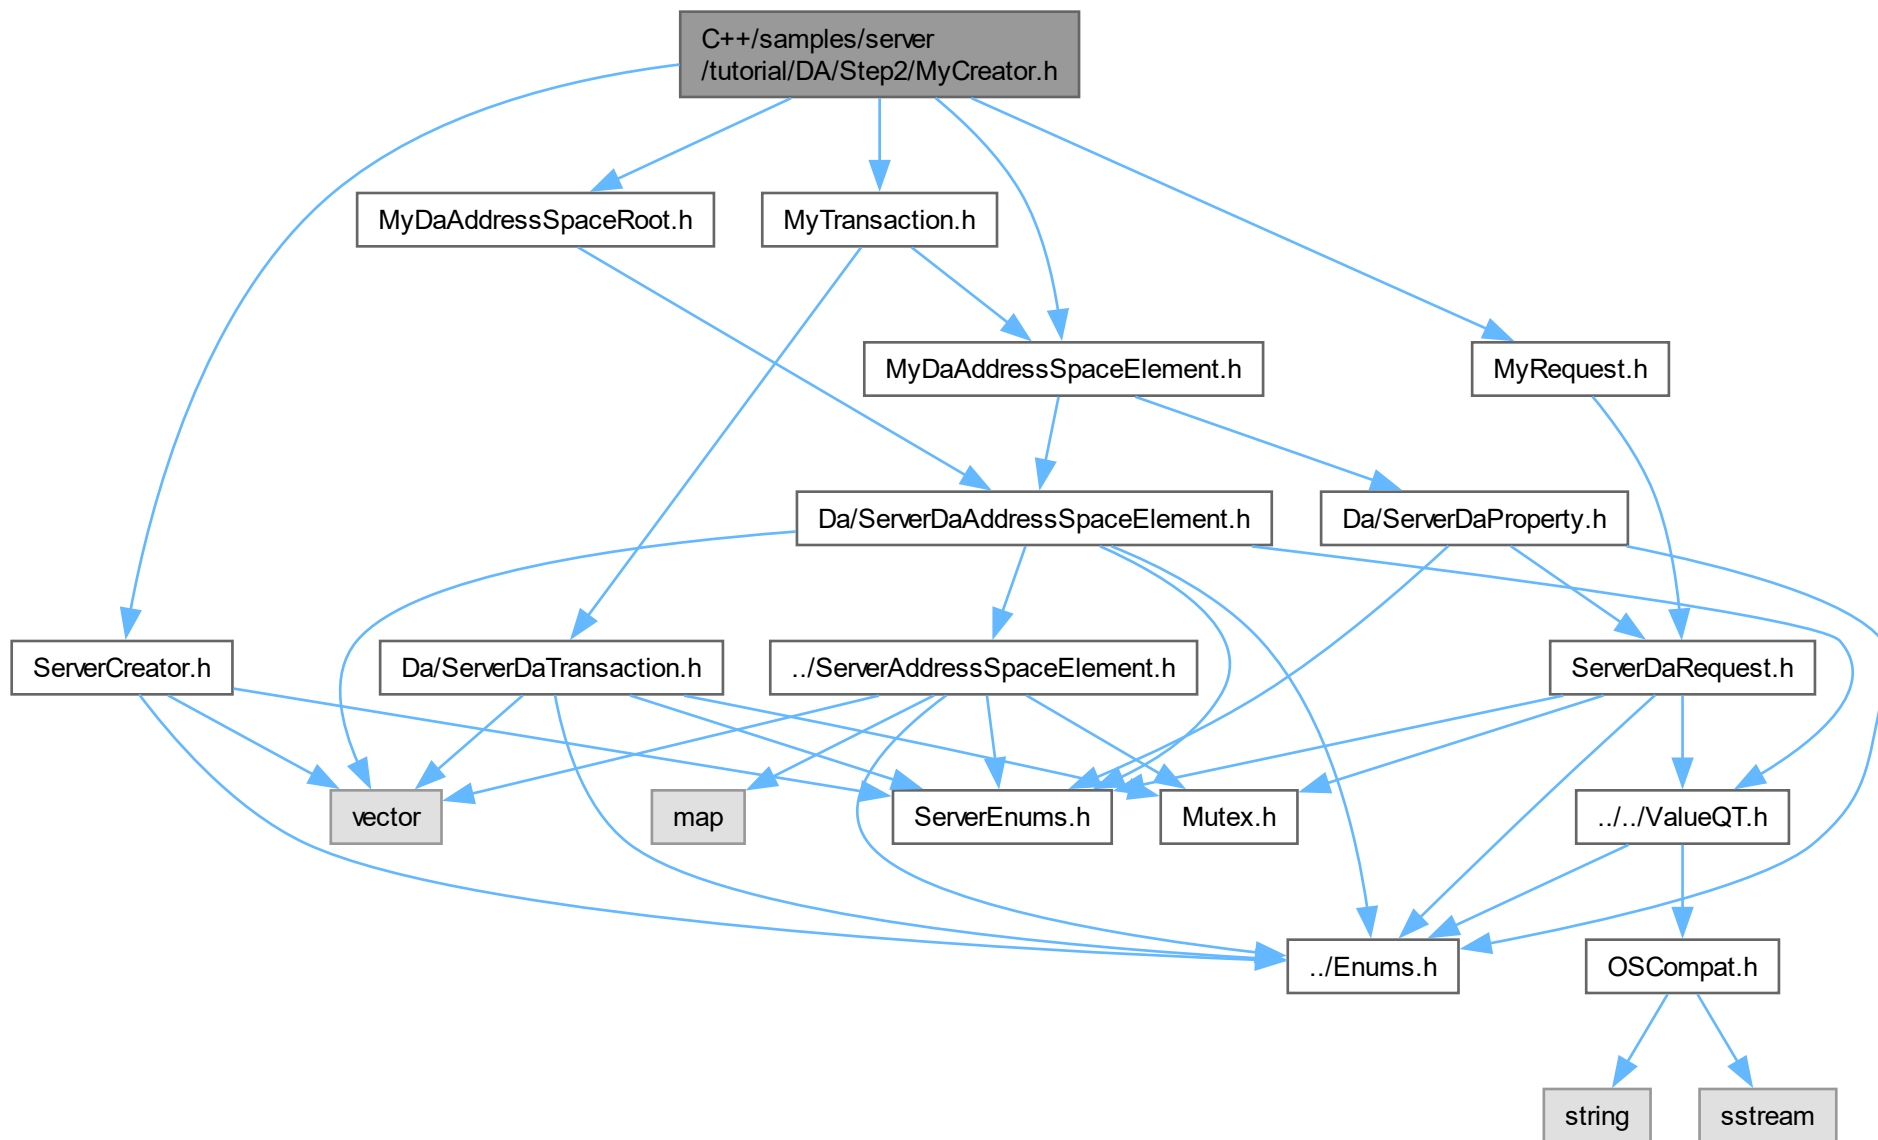 C++/samples/server
/tutorial/DA/Step2/MyCreator.h
MyDaAddressSpaceRoot.h
MyTransaction.h
MyDaAddressSpaceElement.h
MyRequest.h
Da/ServerDaAddressSpaceElement.h
Da/ServerDaProperty.h
ServerCreator.h
Da/ServerDaTransaction.h
../ServerAddressSpaceElement.h
ServerDaRequest.h
vector
map
ServerEnums.h
Mutex.h
../../ValueQT.h
../Enums.h
OSCompat.h
string
sstream